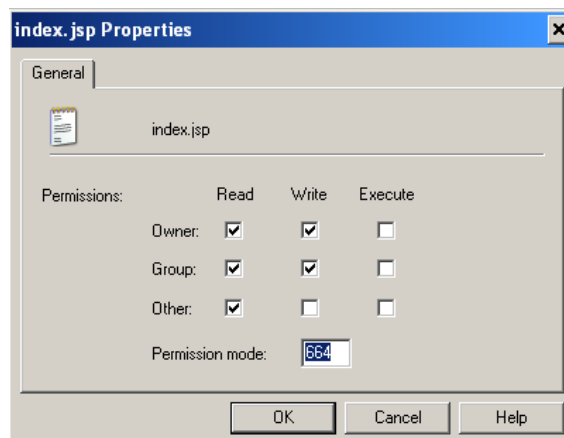 index.jsp Properties
General
index.jsp
Permissions: Read Write Execute
Owner:
Group:
Other:
Permission mode: 664
OK Cancel Help